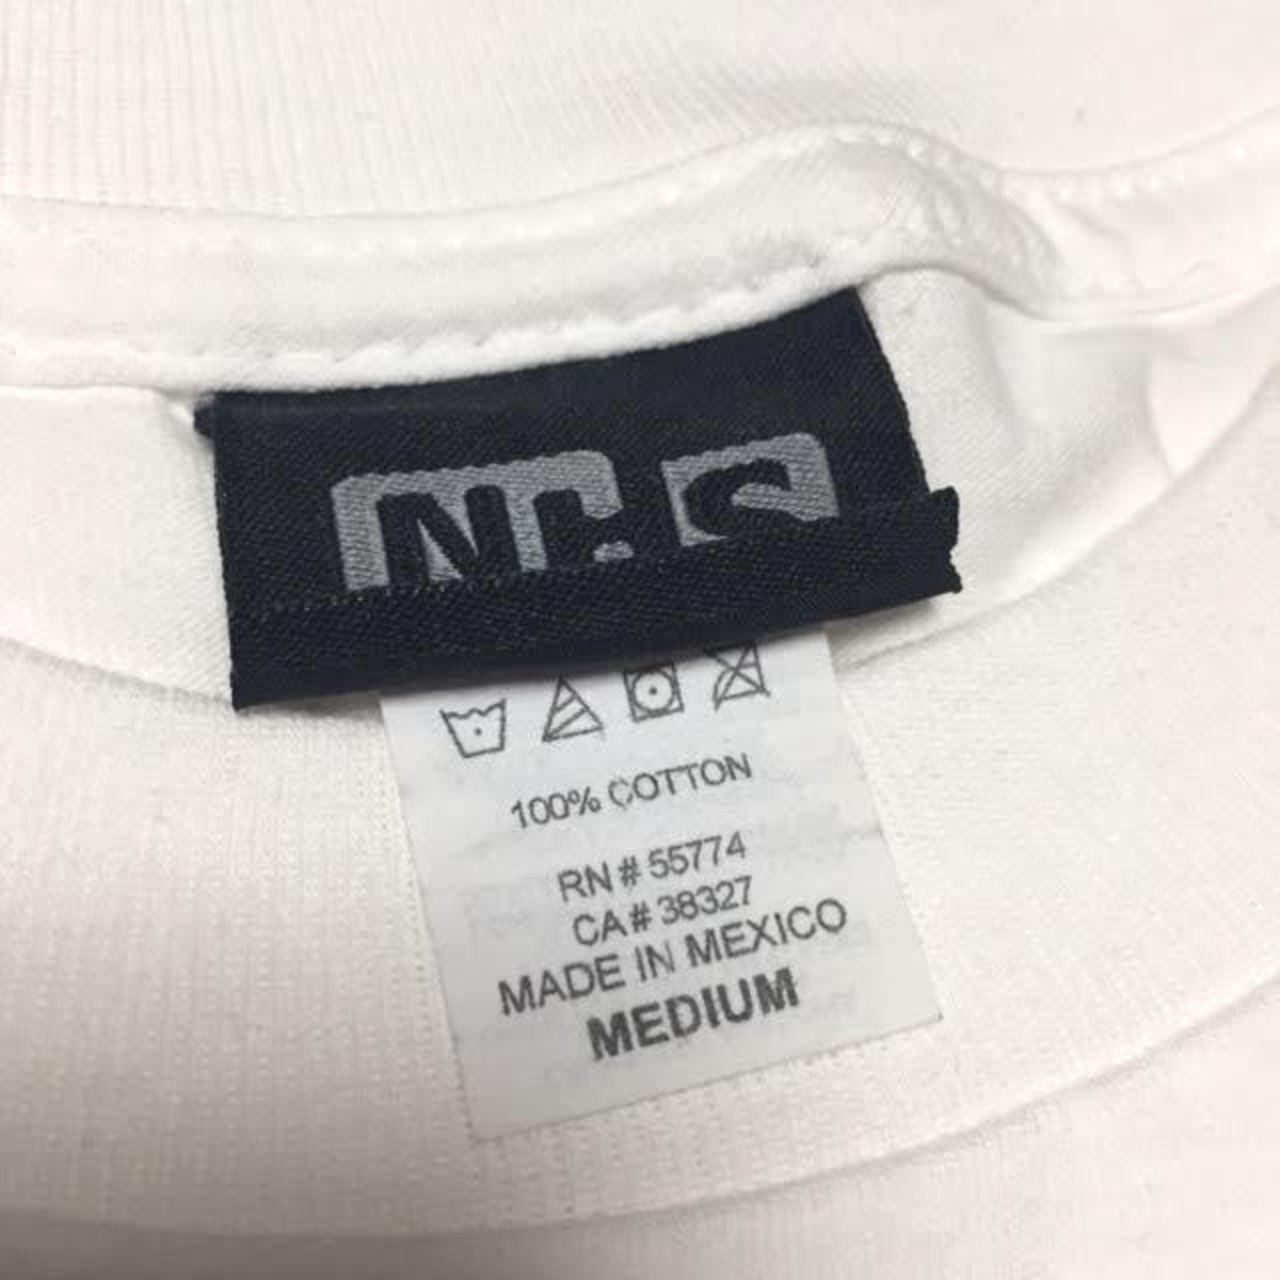 100% COTTON
RN # 55774
CA# 38327
MADE IN MEXICO
MEDIUM